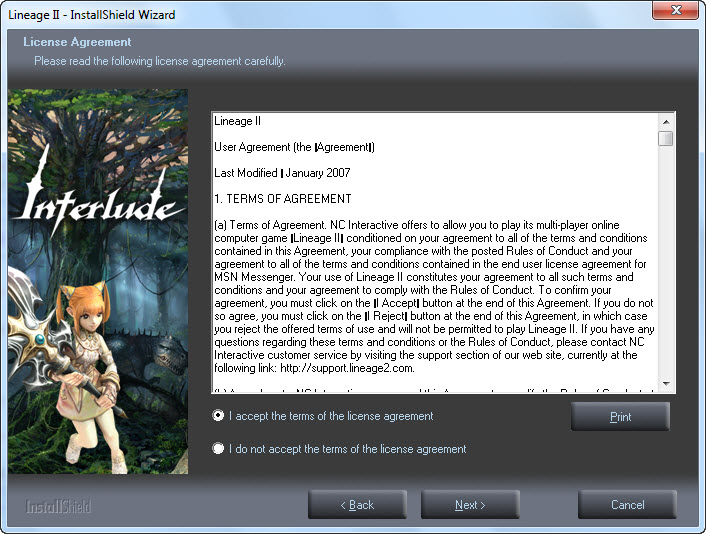 Lineage II - InstallShield Wizard
License Agreement
Please read the following license agreement carefully.
Interlude
Lineage II
User Agreement (the |Agreement|)
Last Modified | January 2007
1. TERMS OF AGREEMENT
(a) Terms of Agreement. NC Interactive offers to allow you to play its multi-player online
computer game |Lineage II| conditioned on your agreement to all of the terms and conditions
contained in this Agreement, your compliance with the posted Rules of Conduct and your
agreement to all of the terms and conditions contained in the end user license agreement for
MSN Messenger. Your use of Lineage II constitutes your agreement to all such terms and
conditions and your agreement to comply with the Rules of Conduct. To confirm your
agreement, you must click on the |I Accept| button at the end of this Agreement. If you do not
so agree, you must click on the |I Reject| button at the end of this Agreement, in which case
you reject the offered terms of use and will not be permitted to play Lineage II. If you have any
questions regarding these terms and conditions or the Rules of Conduct, please contact NC
Interactive customer service by visiting the support section of our web site, currently at the
following link: http://support.lineage2.com.
I accept the terms of the license agreement
Print
I do not accept the terms of the license agreement
InstallShield
< Back
Next >
Cancel